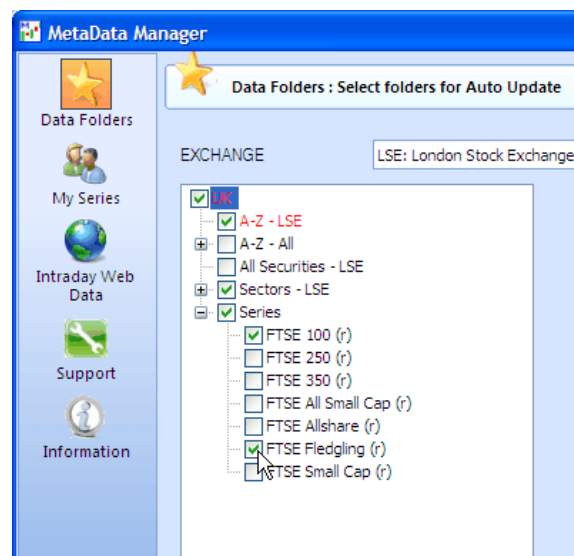 MetaData Manager
Data Folders
My Series
Intraday Web
Data
Support
Information
Data Folders : Select folders for Auto Update
EXCHANGE
LSE: London Stock Exchange
UK
A-Z - LSE
A-Z - All
All Securities - LSE
Sectors - LSE
Series
FTSE 100 (r)
FTSE 250 (r)
FTSE 350 (r)
FTSE All Small Cap (r)
FTSE Allshare (r)
FTSE Fledgling (r)
FTSE Small Cap (r)